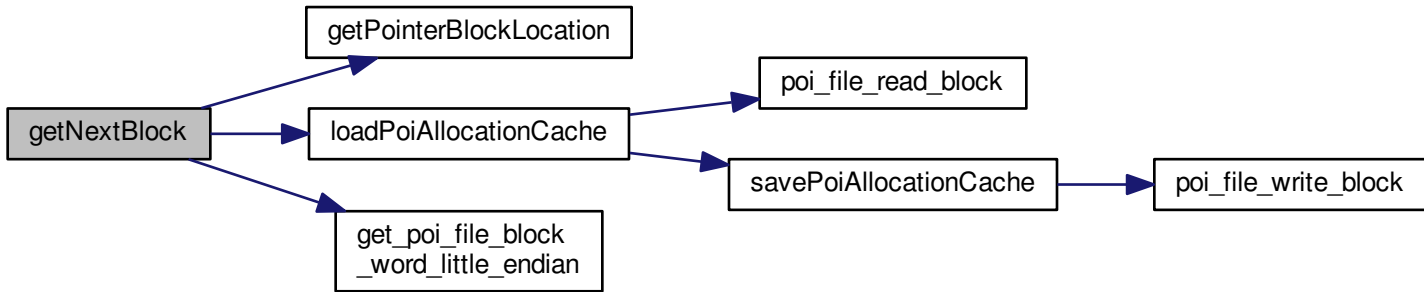 getPointerBlockLocation
poi_file_read_block
getNextBlock
loadPoiAllocationCache
savePoiAllocationCache
poi_file_write_block
get_poi_file_block
_word_little_endian